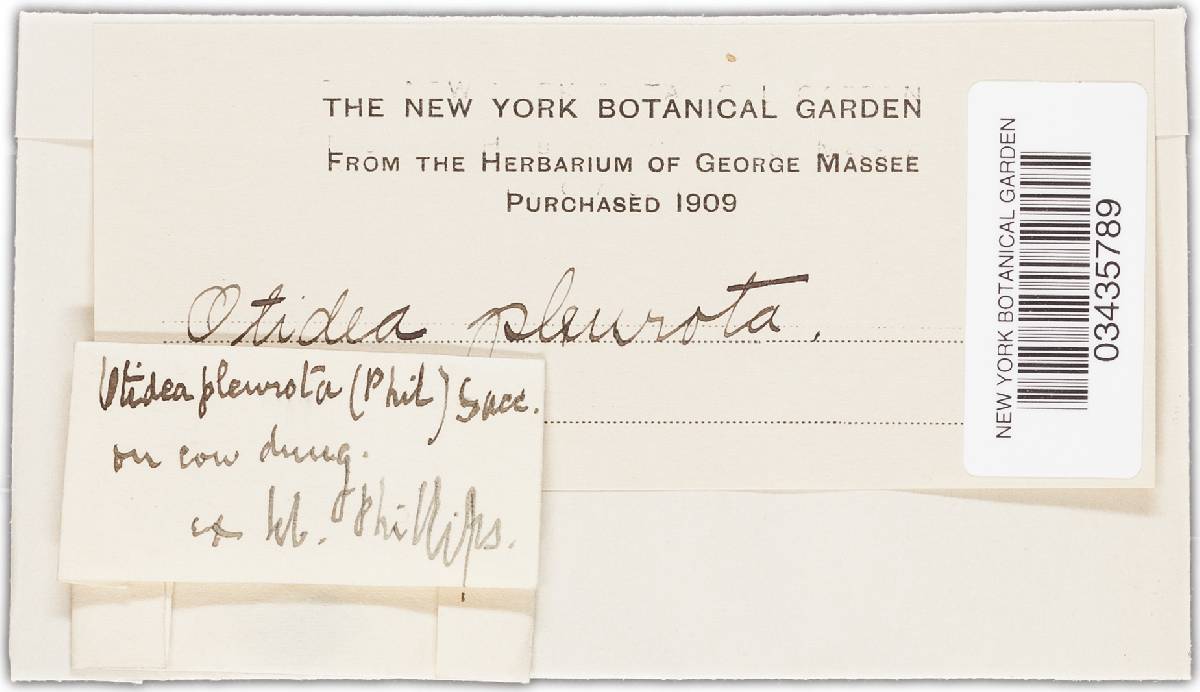 THE NEW YORK BOTANICAL GARDEN
FROM THE HERBARIUM OF GEORGE MASSEE
PURCHASED 1909
Otidea pleurota.
Otidea pleurota (Phil) Sacc.
on cow dung.
ex hb. Phillips.
NEW YORK BOTANICAL GARDEN
03435789